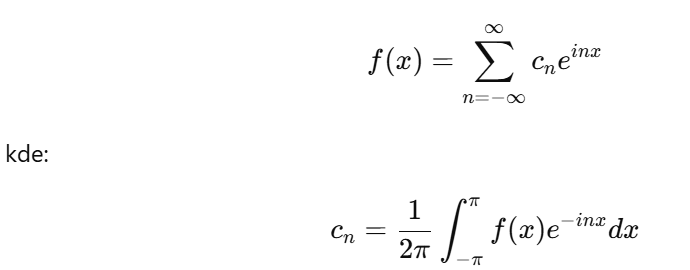 f(x) = \sum_{n=-\infty}^{\infty} c_n e^{inx}
kde:
c_n = \frac{1}{2\pi} \int_{-\pi}^{\pi} f(x) e^{-inx} dx